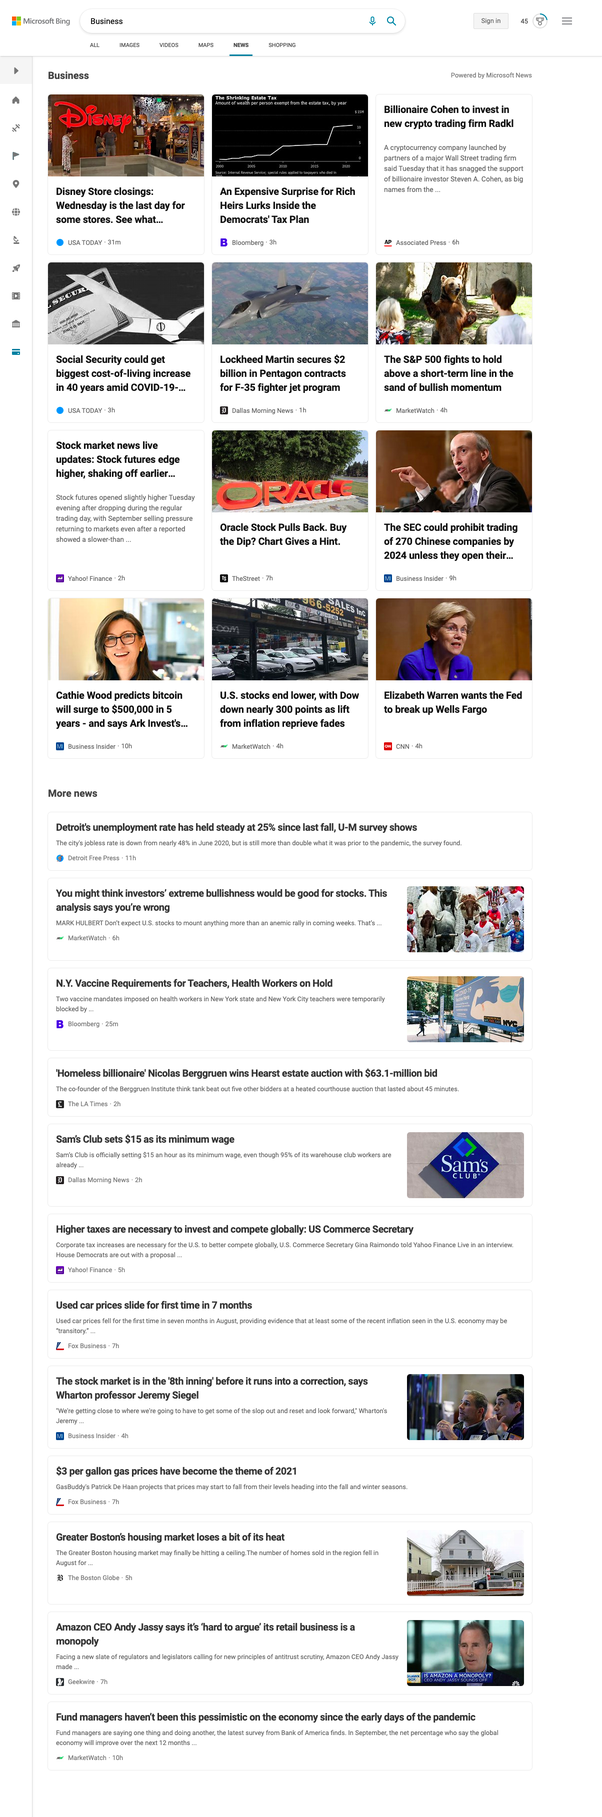 Microsoft Bing
Business
Sign in
45
ALL
IMAGES
VIDEOS
MAPS
NEWS
SHOPPING
Business
Powered by Microsoft News
Disney
The Shrinking Estate Tax
Amount of wealth per person exempt from the estate tax, by year
Disney Store closings:
Wednesday is the last day for
some stores. See what...
USA TODAY · 31m
An Expensive Surprise for Rich
Heirs Lurks Inside the
Democrats' Tax Plan
Bloomberg · 3h
Billionaire Cohen to invest in
new crypto trading firm Radkl
A cryptocurrency company launched by
partners of a major Wall Street trading firm
said Tuesday that it has snagged the support
of billionaire investor Steven A. Cohen, as big
names from the ...
AP
Associated Press · 6h
Social Security could get
biggest cost-of-living increase
in 40 years amid COVID-19-...
USA TODAY · 3h
Lockheed Martin secures $2
billion in Pentagon contracts
for F-35 fighter jet program
Dallas Morning News · 1h
The S&P 500 fights to hold
above a short-term line in the
sand of bullish momentum
MarketWatch · 4h
Stock market news live
updates: Stock futures edge
higher, shaking off earlier...
Stock futures opened slightly higher Tuesday
evening after dropping during the regular
trading day, with September selling pressure
returning to markets even after a reported
showed a slower-than ...
Yahoo! Finance · 2h
ORACLE
Oracle Stock Pulls Back. Buy
the Dip? Chart Gives a Hint.
TheStreet · 7h
The SEC could prohibit trading
of 270 Chinese companies by
2024 unless they open their...
Business Insider · 9h
Cathie Wood predicts bitcoin
will surge to $500,000 in 5
years - and says Ark Invest's...
Business Insider · 10h
SALES Inc
966-5252
U.S. stocks end lower, with Dow
down nearly 300 points as lift
from inflation reprieve fades
MarketWatch · 4h
Elizabeth Warren wants the Fed
to break up Wells Fargo
CNN · 4h
More news
Detroit's unemployment rate has held steady at 25% since last fall, U-M survey shows
The city's jobless rate is down from nearly 48% in June 2020, but is still more than double what it was prior to the pandemic, the survey found.
Detroit Free Press · 11h
You might think investors' extreme bullishness would be good for stocks. This
analysis says you're wrong
MARK HULBERT Don't expect U.S. stocks to mount anything more than an anemic rally in coming weeks. That's ...
MarketWatch · 6h
N.Y. Vaccine Requirements for Teachers, Health Workers on Hold
Two vaccine mandates imposed on health workers in New York state and New York City teachers were temporarily
blocked by ...
Bloomberg · 25m
NYC
'Homeless billionaire' Nicolas Berggruen wins Hearst estate auction with $63.1-million bid
The co-founder of the Berggruen Institute think tank beat out five other bidders at a heated courthouse auction that lasted about 45 minutes.
The LA Times · 2h
Sam's Club sets $15 as its minimum wage
Sam's Club is officially setting $15 an hour as its minimum wage, even though 95% of its warehouse club workers are
already ...
Dallas Morning News · 2h
Sam's
CLUB
Higher taxes are necessary to invest and compete globally: US Commerce Secretary
Corporate tax increases are necessary for the U.S. to better compete globally, U.S. Commerce Secretary Gina Raimondo told Yahoo Finance Live in an interview.
House Democrats are out with a proposal ...
Yahoo! Finance · 5h
Used car prices slide for first time in 7 months
Used car prices fell for the first time in seven months in August, providing evidence that at least some of the recent inflation seen in the U.S. economy may be
"transitory." ...
Fox Business · 7h
The stock market is in the '8th inning' before it runs into a correction, says
Wharton professor Jeremy Siegel
"We're getting close to where we're going to have to get some of the slop out and reset and look forward," Wharton's
Jeremy ...
Business Insider · 4h
$3 per gallon gas prices have become the theme of 2021
GasBuddy's Patrick De Haan projects that prices may start to fall from their levels heading into the fall and winter seasons.
Fox Business · 7h
Greater Boston's housing market loses a bit of its heat
The Greater Boston housing market may finally be hitting a ceiling.The number of homes sold in the region fell in
August for ...
The Boston Globe · 5h
Amazon CEO Andy Jassy says it's 'hard to argue' its retail business is a
monopoly
Facing a new slate of regulators and legislators calling for new principles of antitrust scrutiny, Amazon CEO Andy Jassy
made ...
Geekwire · 7h
IS AMAZON A MONOPOLY?
CEO ANDY JASSY SOUNDS OFF
Fund managers haven't been this pessimistic on the economy since the early days of the pandemic
Fund managers are saying one thing and doing another, the latest survey from Bank of America finds. In September, the net percentage who say the global
economy will improve over the next 12 months ...
MarketWatch · 10h